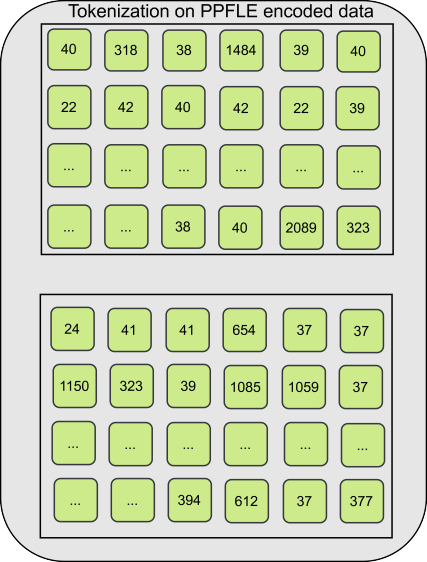 Tokenization on PPFLE encoded data
40 318 38 1484 39 40
22 42 40 42 22 39
... ... ... ... ... ...
... ... 38 40 2089 323
24 41 41 654 37 37
1150 323 39 1085 1059 37
... ... ... ... ... ...
... ... 394 612 37 377